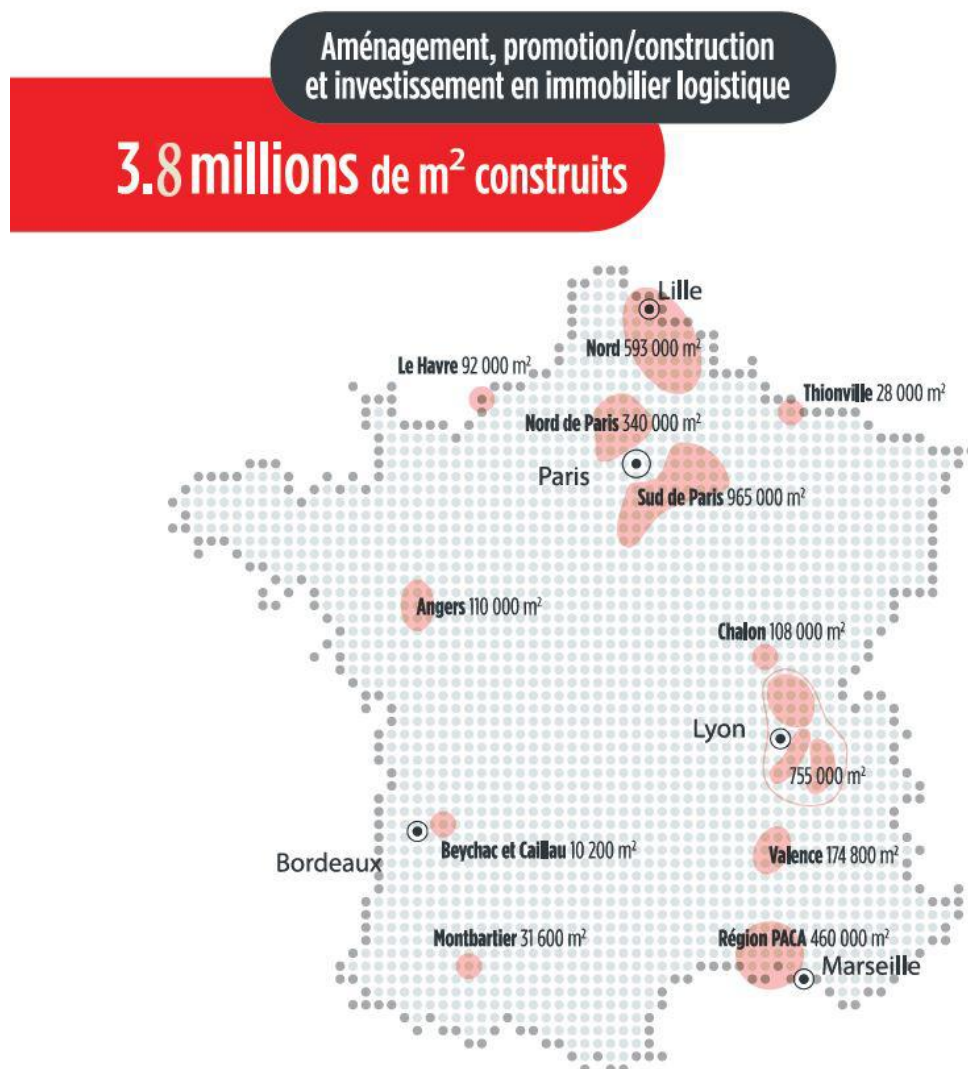 Aménagement, promotion/construction
et investissement en immobilier logistique
3.8 millions de m² construits
Lille
Nord 593 000 m²
Le Havre 92 000 m²
Thionville 28 000 m²
Nord de Paris 340 000 m²
Paris
Sud de Paris 965 000 m²
Angers 110 000 m²
Chalon 108 000 m²
Lyon
755 000 m²
Beychac et Caillau 10 200 m²
Bordeaux
Valence 174 800 m²
Montbartier 31 600 m²
Région PACA 460 000 m²
Marseille